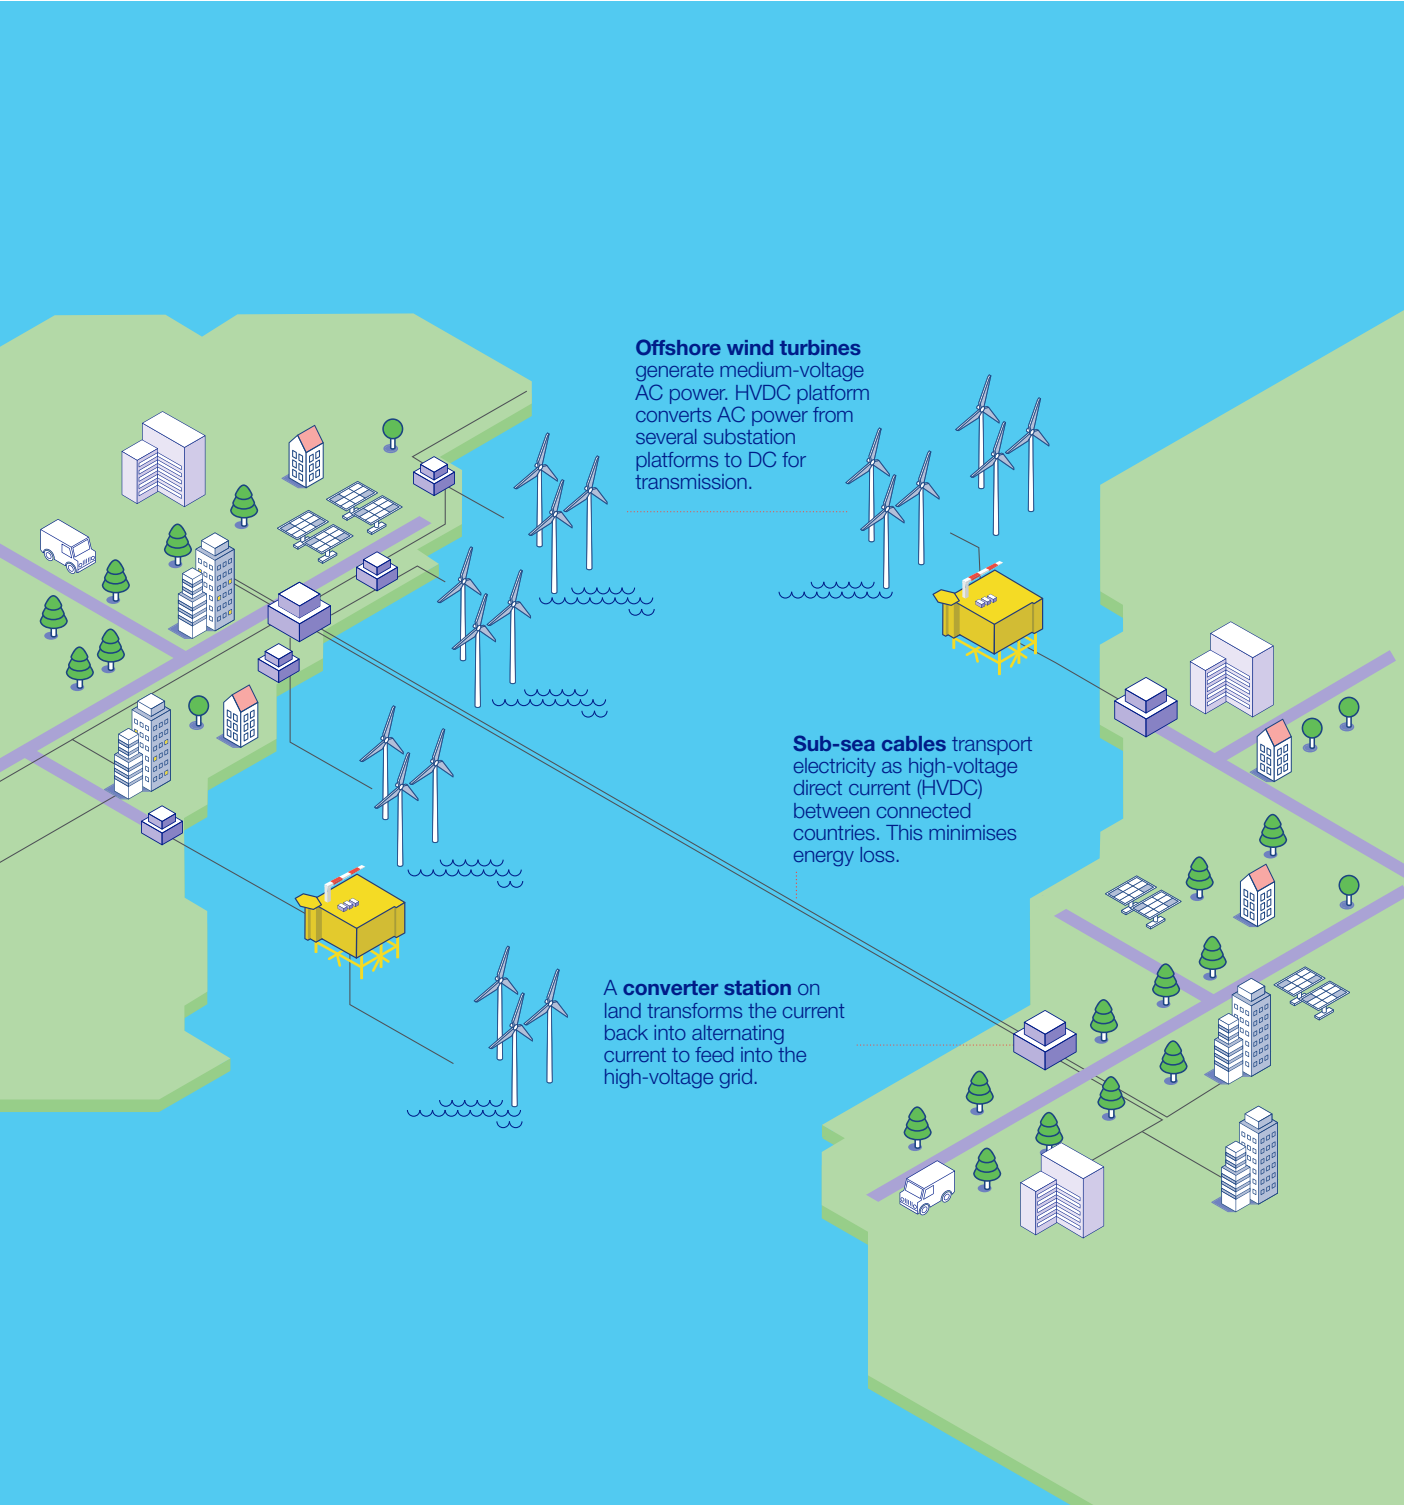 Offshore wind turbines
generate medium-voltage
AC power. HVDC platform
converts AC power from
several substation
platforms to DC for
transmission.
Sub-sea cables transport
electricity as high-voltage
direct current (HVDC)
between connected
countries. This minimises
energy loss.
A converter station on
land transforms the current
back into alternating
current to feed into the
high-voltage grid.